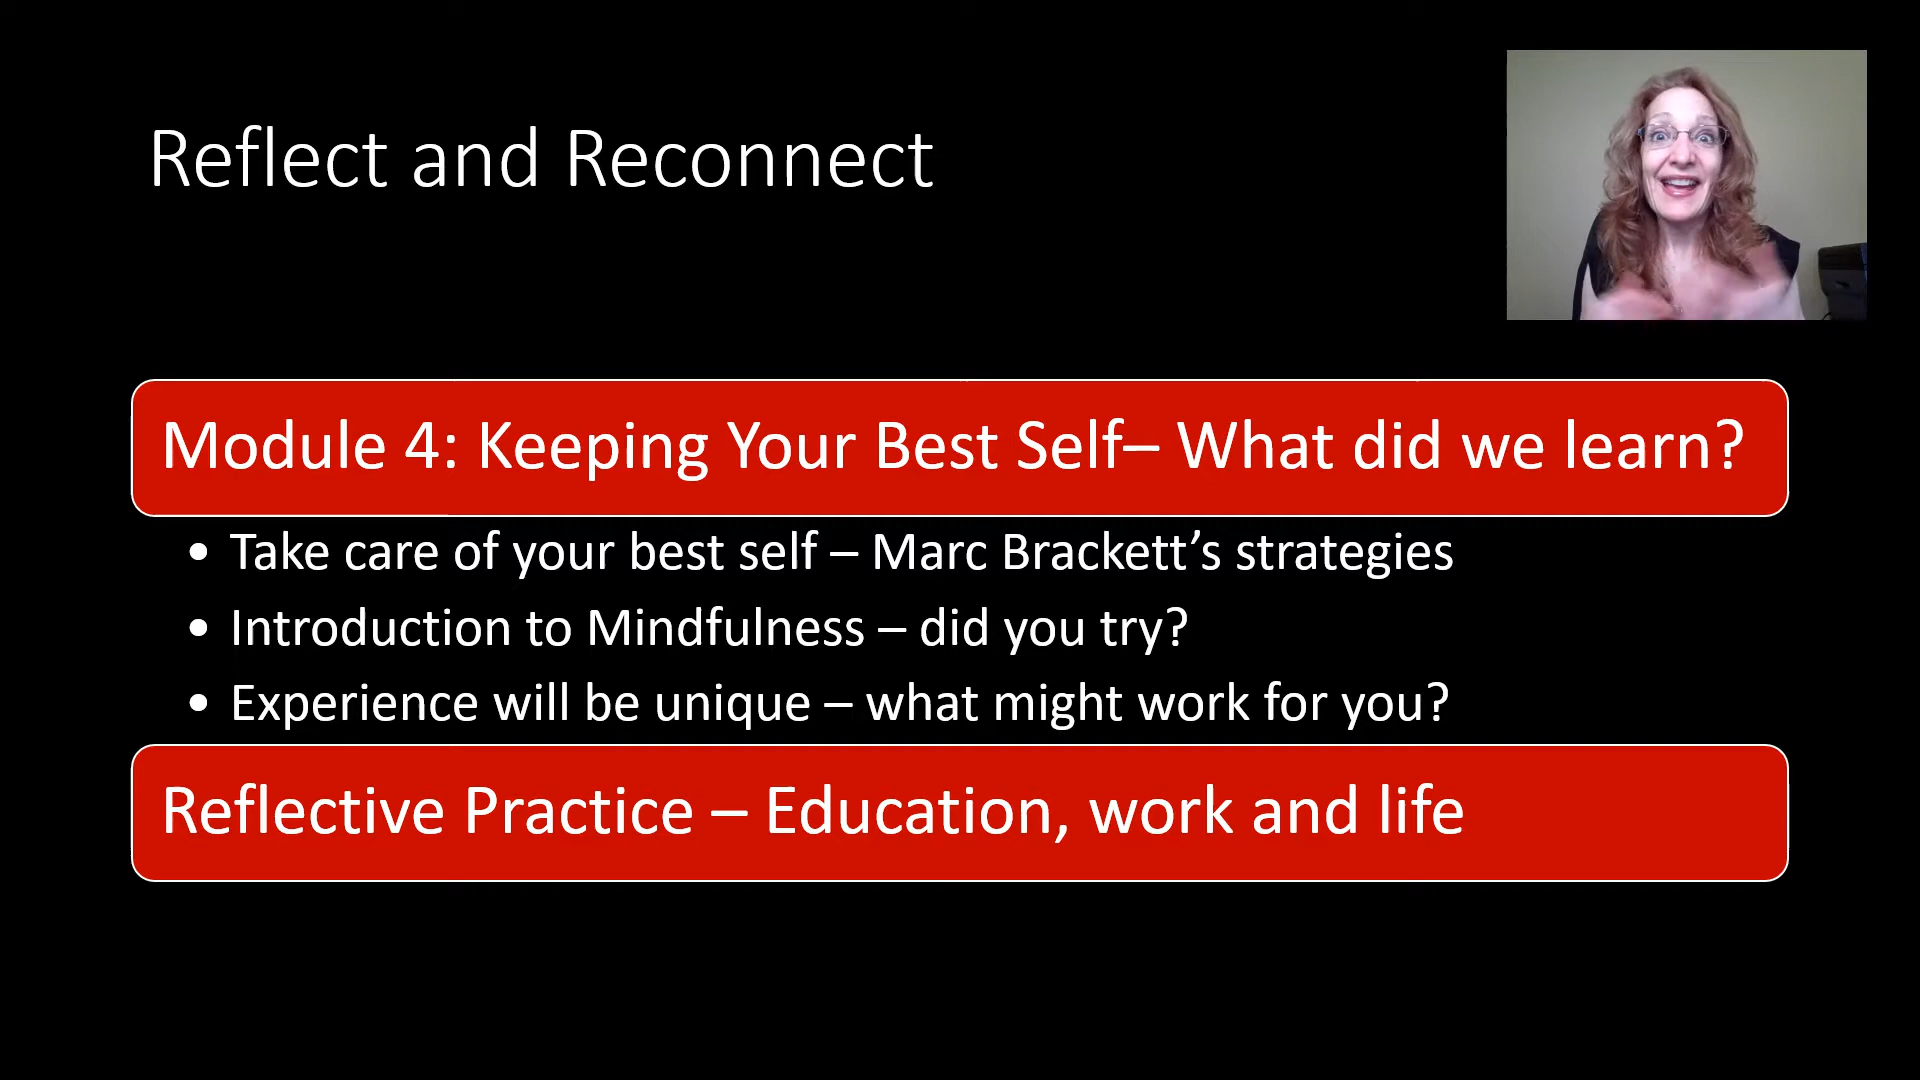 Reflect and Reconnect
Module 4: Keeping Your Best Self– What did we learn?
• Take care of your best self – Marc Brackett’s strategies
• Introduction to Mindfulness – did you try?
• Experience will be unique – what might work for you?
Reflective Practice – Education, work and life